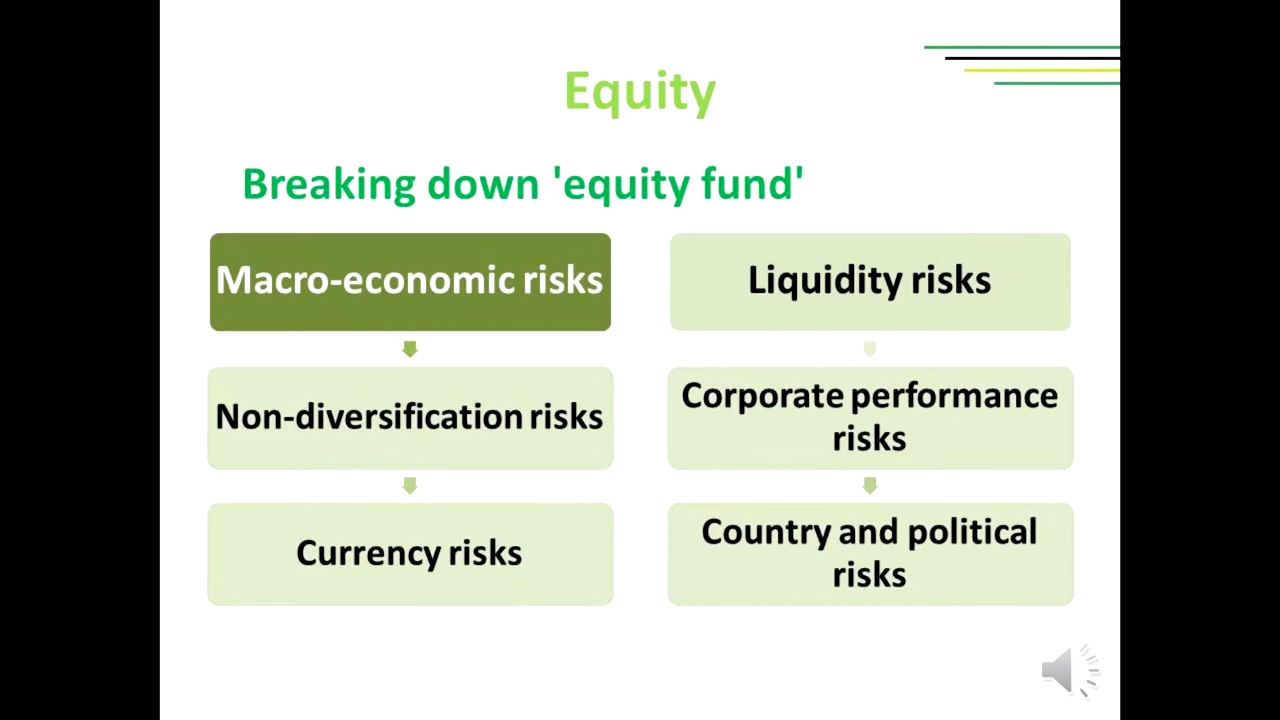 Equity
Breaking down 'equity fund'
Macro-economic risks
Non-diversification risks
Currency risks
Liquidity risks
Corporate performance
risks
Country and political
risks